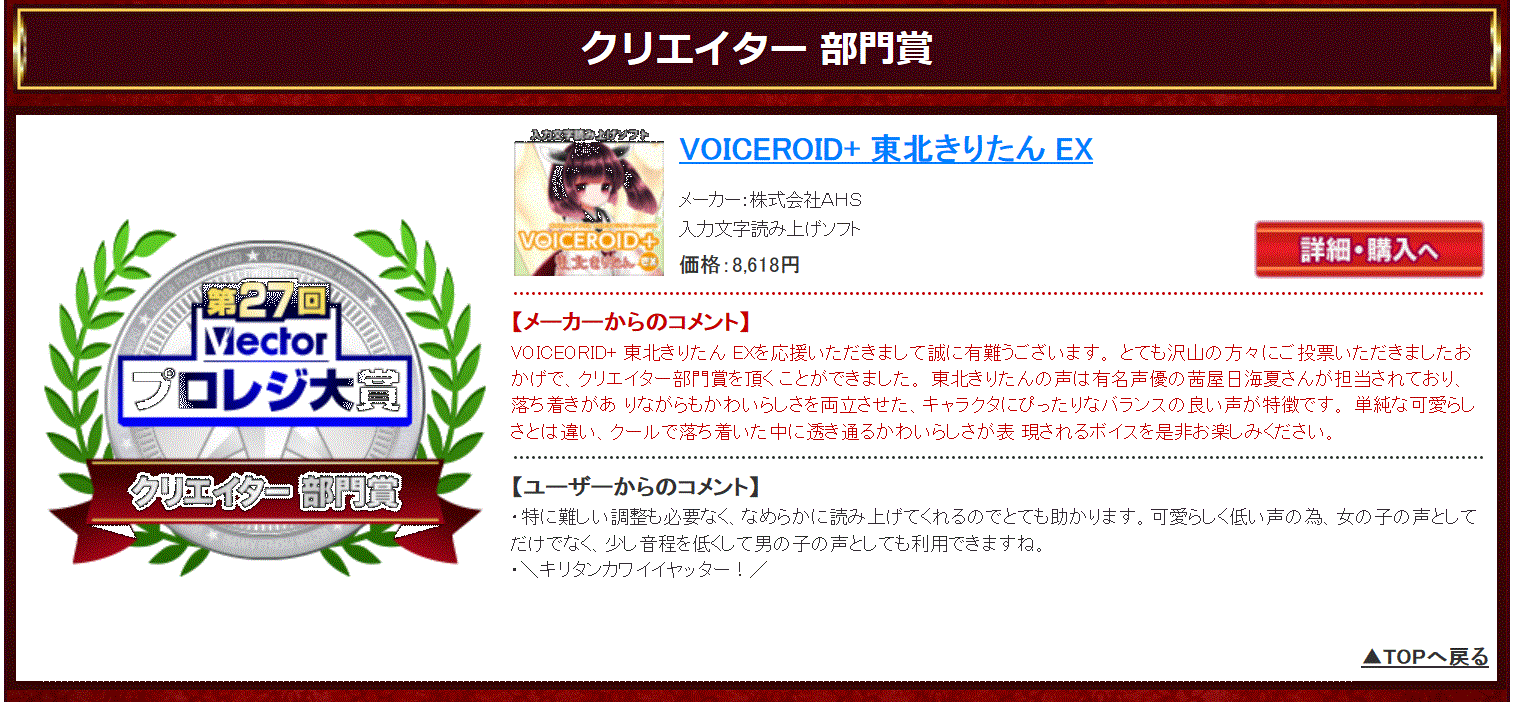 クリエイター 部門賞
入力文字読み上げソフト
VOICEROID+
東北きりたん EX
VOICEROID+ 東北きりたん EX
メーカー：株式会社AHS
入力文字読み上げソフト
価格：8,618円
詳細・購入へ
第27回
Vector
プロレジ大賞
クリエイター 部門賞
【メーカーからのコメント】
VOICEORID+ 東北きりたん EXを応援いただきまして誠に有難うございます。とても沢山の方々にご投票いただきましたお
かげで、クリエイター部門賞を頂くことができました。 東北きりたんの声は有名声優の茜屋日海夏さんが担当されており、
落ち着きがあ りながらもかわいらしさを両立させた、キャラクタにぴったりなバランスの良い声が特徴です。 単純な可愛らし
さとは違い、クールで落ち着いた中に透き通るかわいらしさが表 現されるボイスを是非お楽しみください。
【ユーザーからのコメント】
・特に難しい調整も必要なく、なめらかに読み上げてくれるのでとても助かります。可愛らしく低い声の為、女の子の声として
だけでなく、少し音程を低くして男の子の声としても利用できますね。
・＼キリタンカワイイヤッター！／
▲TOPへ戻る